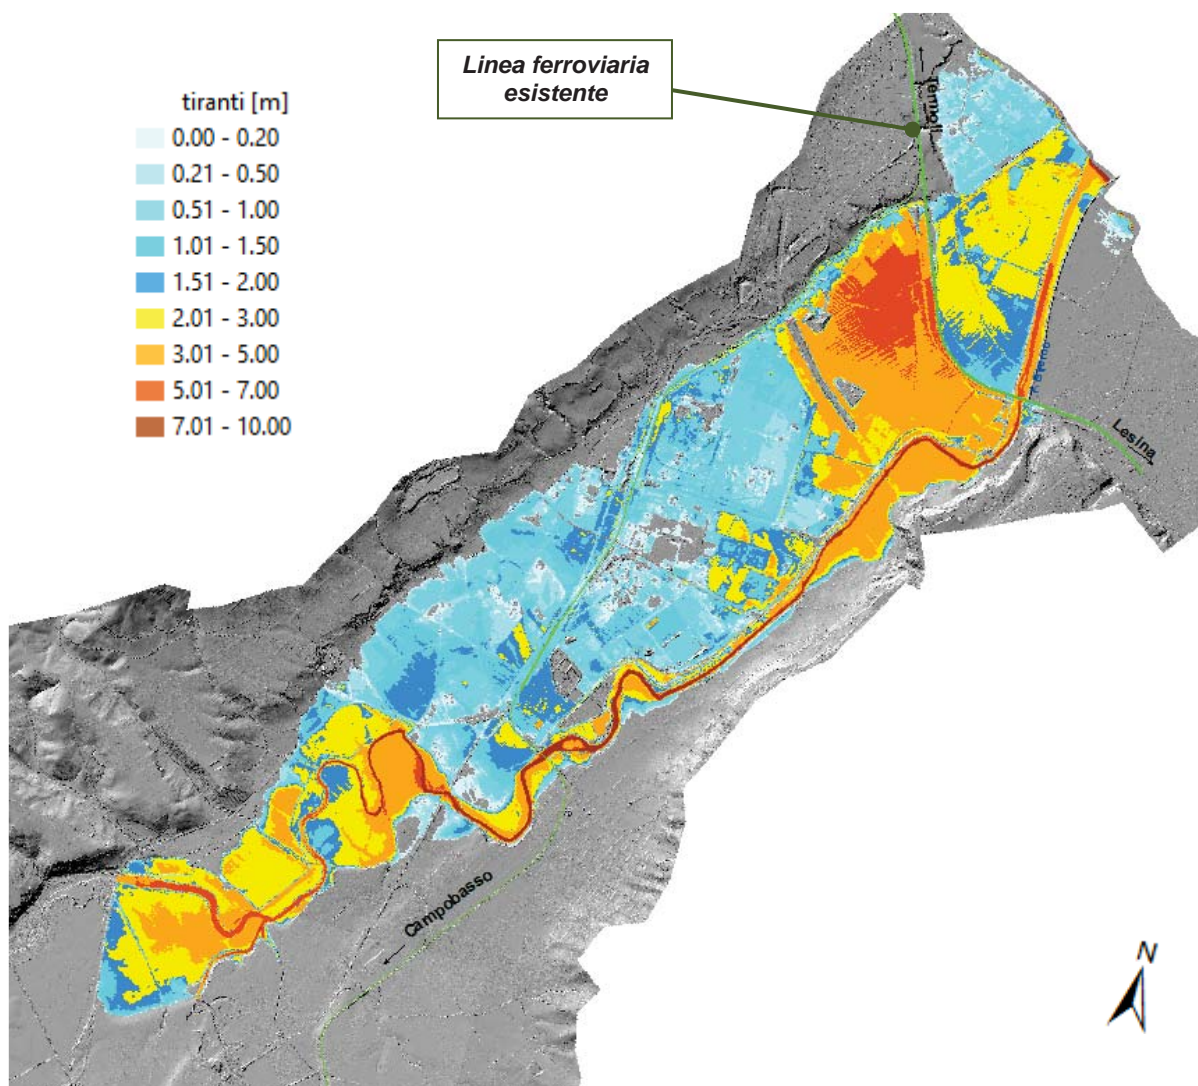 Linea ferroviaria
esistente
tiranti [m]
0.00 - 0.20
0.21 - 0.50
0.51 - 1.00
1.01 - 1.50
1.51 - 2.00
2.01 - 3.00
3.01 - 5.00
5.01 - 7.00
7.01 - 10.00
Termoli
Lesina
Campobasso
N